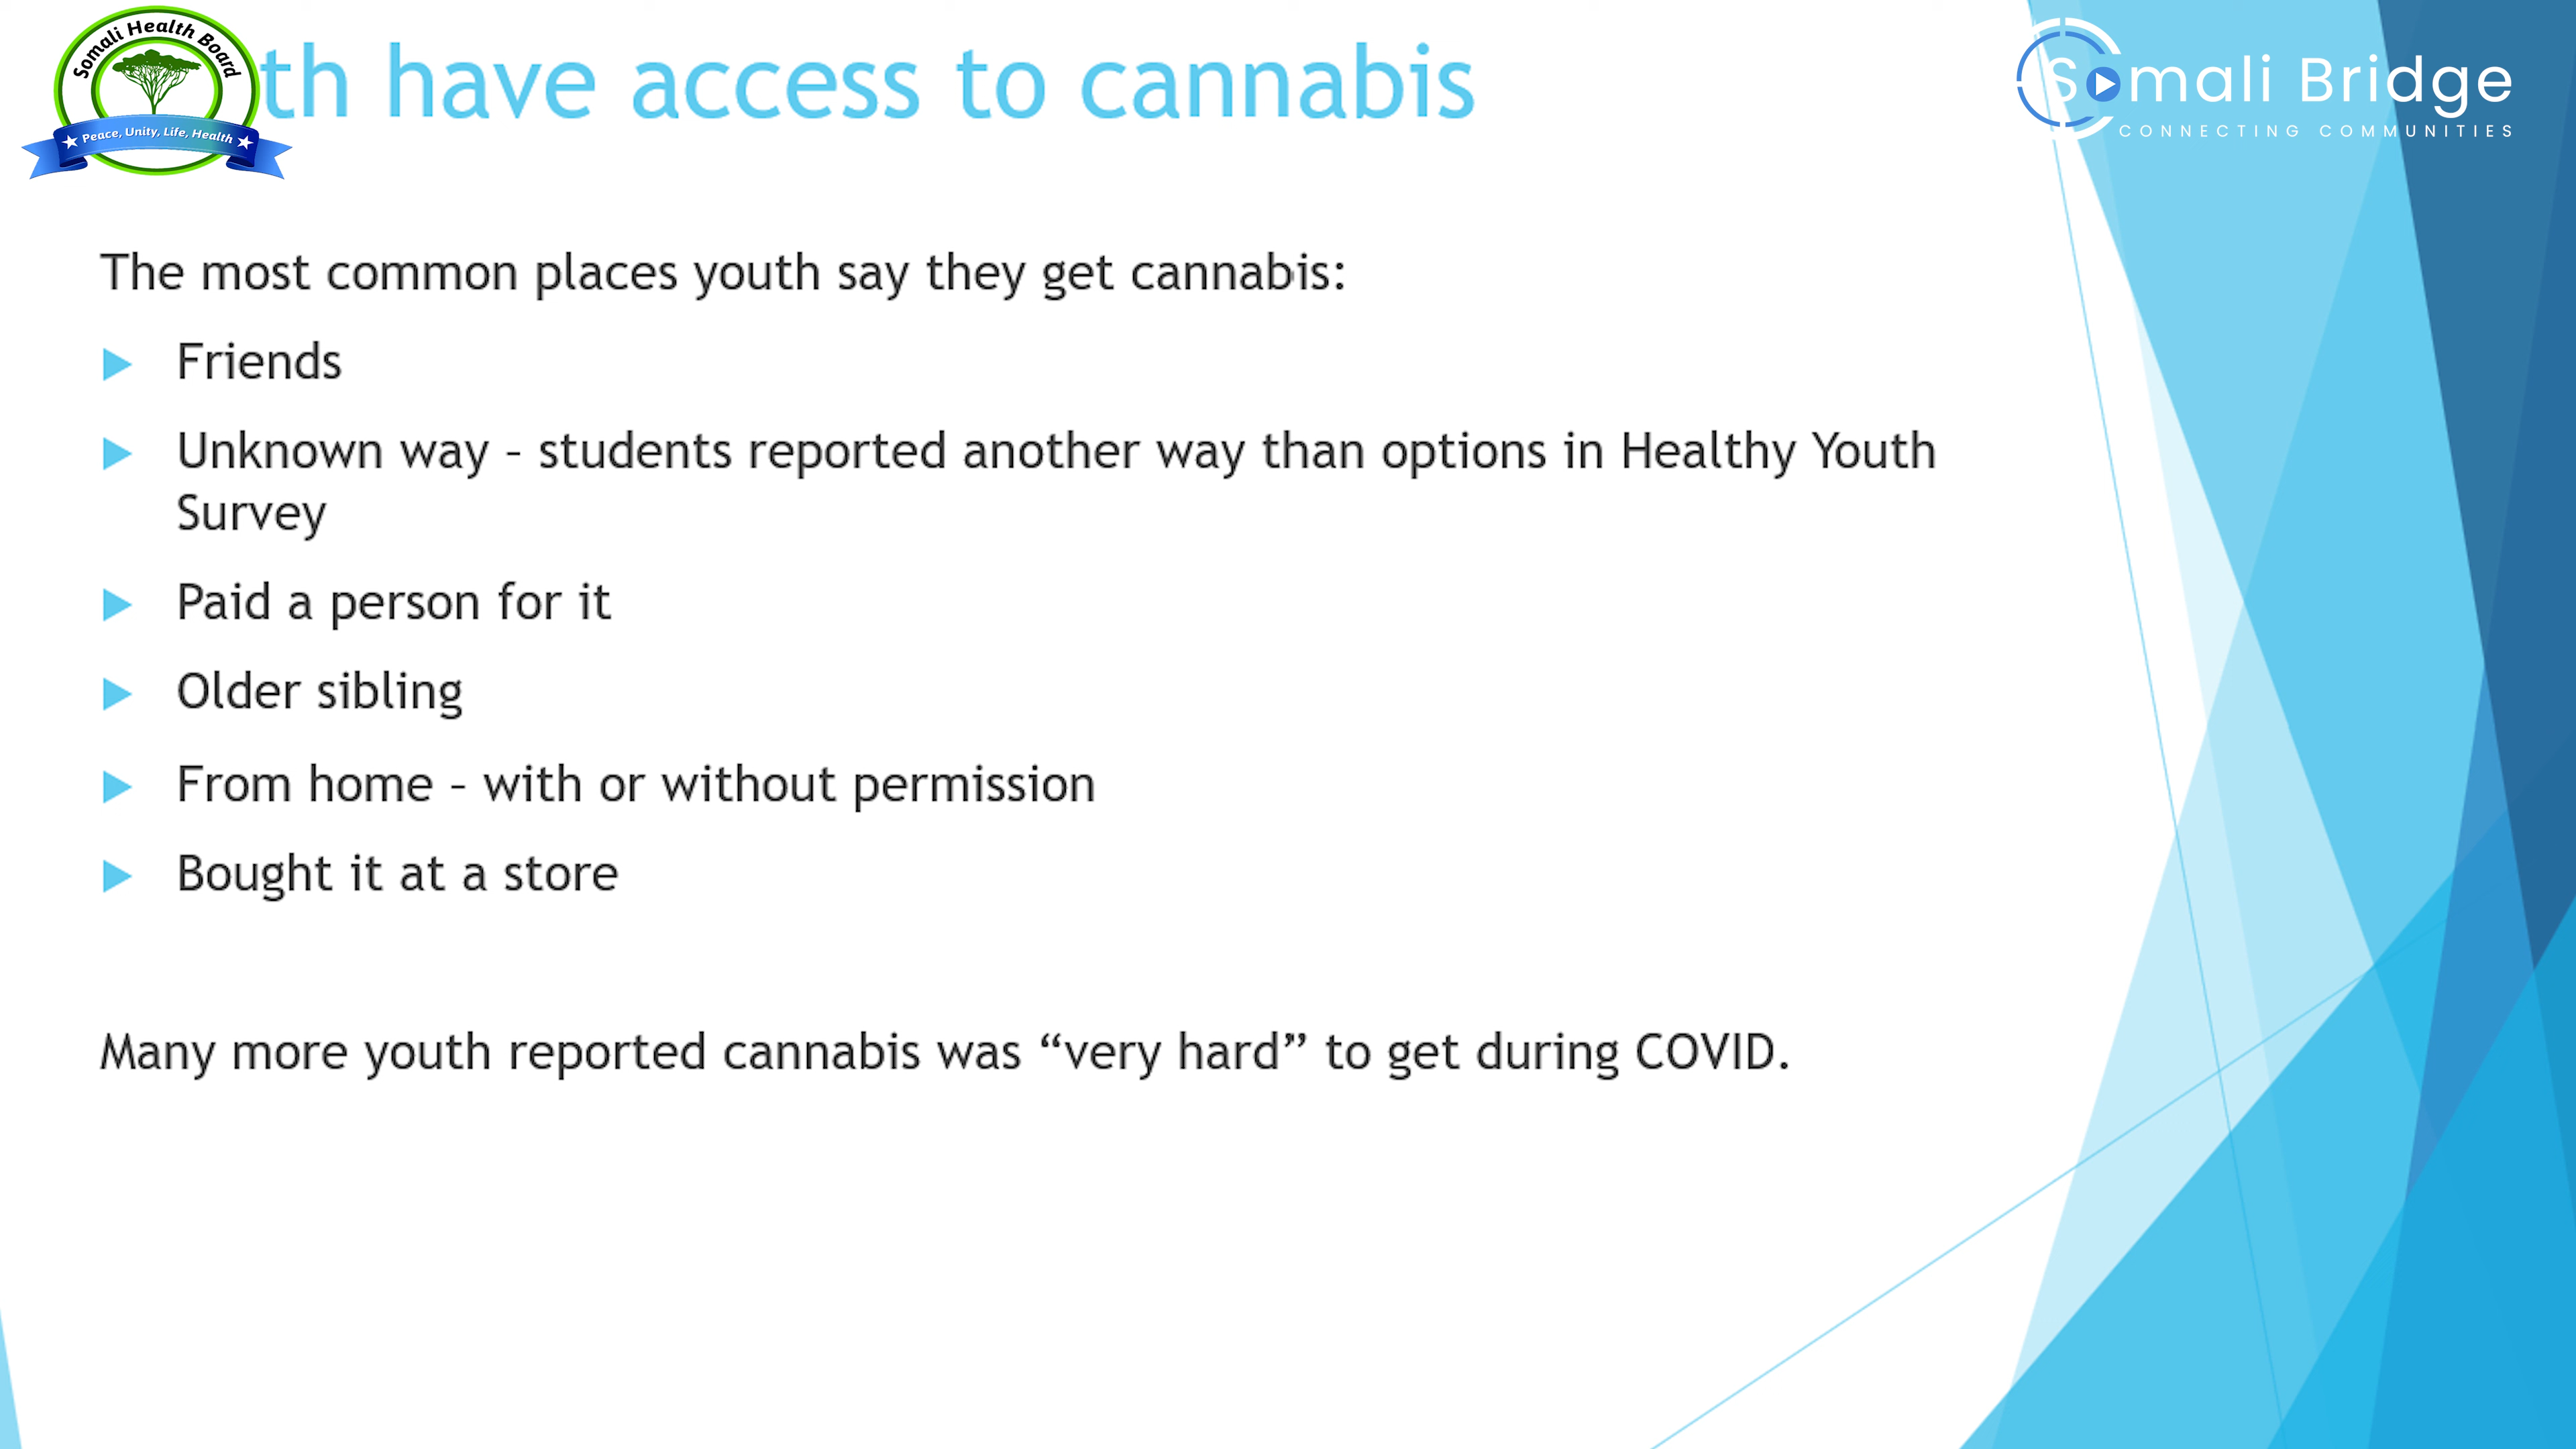 Somali Health Board
Peace, Unity, Life, Health
th have access to cannabis
Somali Bridge
CONNECTING COMMUNITIES
The most common places youth say they get cannabis:
Friends
Unknown way – students reported another way than options in Healthy Youth
Survey
Paid a person for it
Older sibling
From home – with or without permission
Bought it at a store
Many more youth reported cannabis was “very hard” to get during COVID.